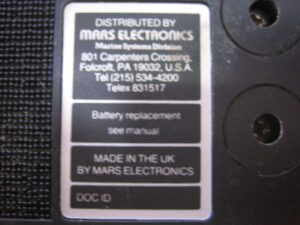 DISTRIBUTED BY
MARS ELECTRONICS
Marine Systems Division
801 Carpenters Crossing,
Folcroft, PA 19032, U.S.A.
Tel (215) 534-4200
Telex 831517
Battery replacement
see manual
MADE IN THE UK
BY MARS ELECTRONICS
DOC ID